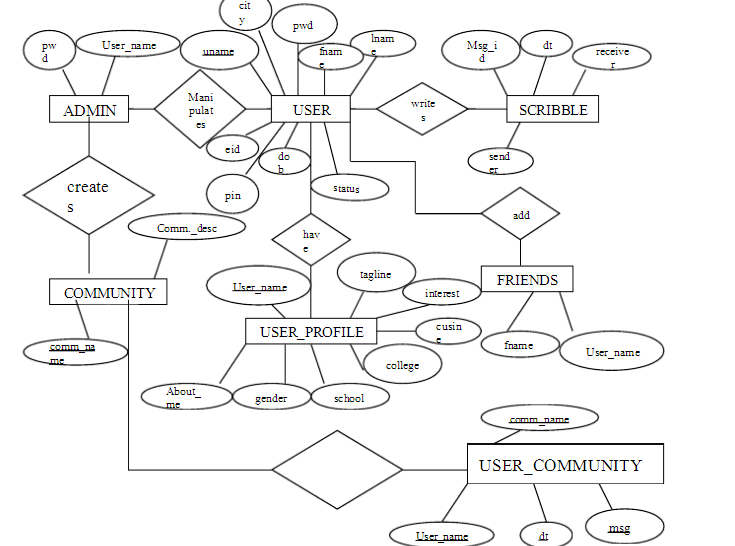 cit
y
pwd
pw
d
User_name
uname
fnam
e
lnam
e
Msg_i
d
dt
receive
r
ADMIN
Mani
pulat
es
USER
write
s
SCRIBBLE
eid
do
b
send
er
pin
status
create
s
add
Comm._desc
hav
e
tagline
COMMUNITY
User_name
interest
FRIENDS
USER_PROFILE
cusin
e
comm_na
me
college
fname
User_name
About_
me
gender
school
comm_name
USER_COMMUNITY
User_name
dt
msg